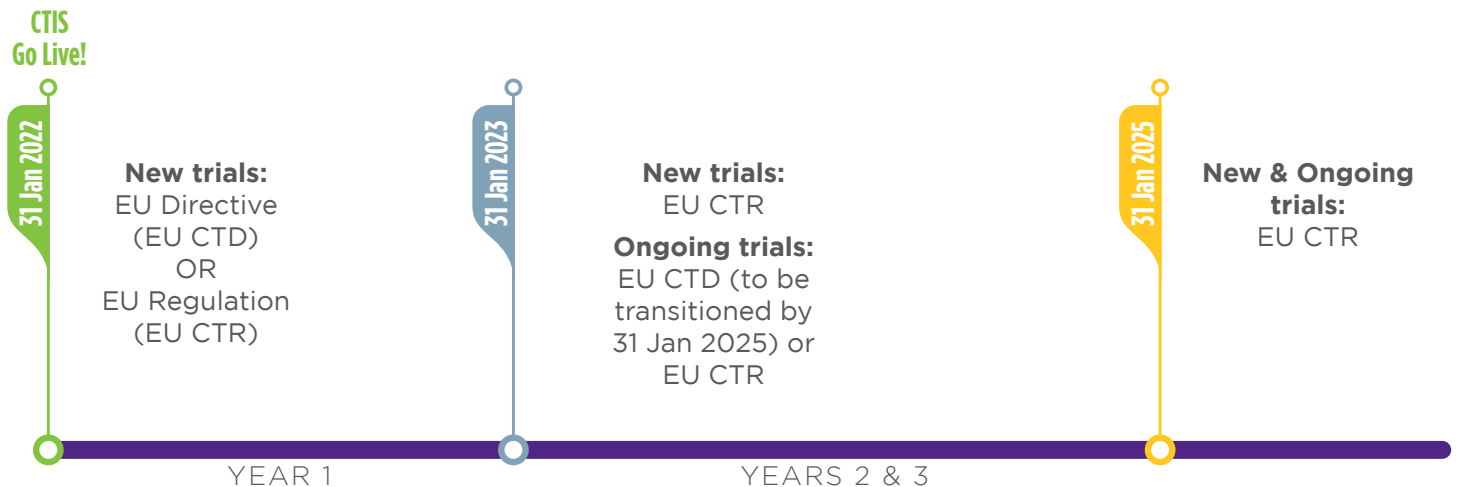 CTIS
Go Live!
31 Jan 2022
New trials:
EU Directive
(EU CTD)
OR
EU Regulation
(EU CTR)
31 Jan 2023
New trials:
EU CTR
Ongoing trials:
EU CTD (to be
transitioned by
31 Jan 2025) or
EU CTR
31 Jan 2025
New & Ongoing
trials:
EU CTR
YEAR 1
YEARS 2 & 3